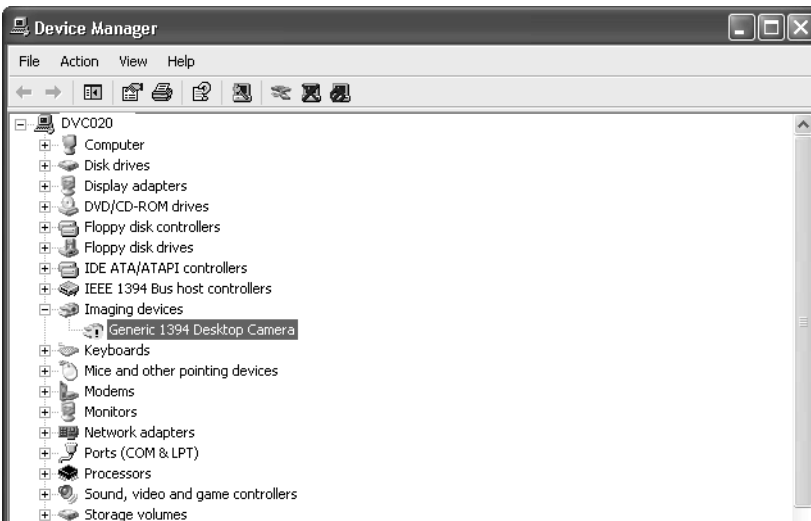 Device Manager
File Action View Help
DVC020
Computer
Disk drives
Display adapters
DVD/CD-ROM drives
Floppy disk controllers
Floppy disk drives
IDE ATA/ATAPI controllers
IEEE 1394 Bus host controllers
Imaging devices
Generic 1394 Desktop Camera
Keyboards
Mice and other pointing devices
Modems
Monitors
Network adapters
Ports (COM & LPT)
Processors
Sound, video and game controllers
Storage volumes